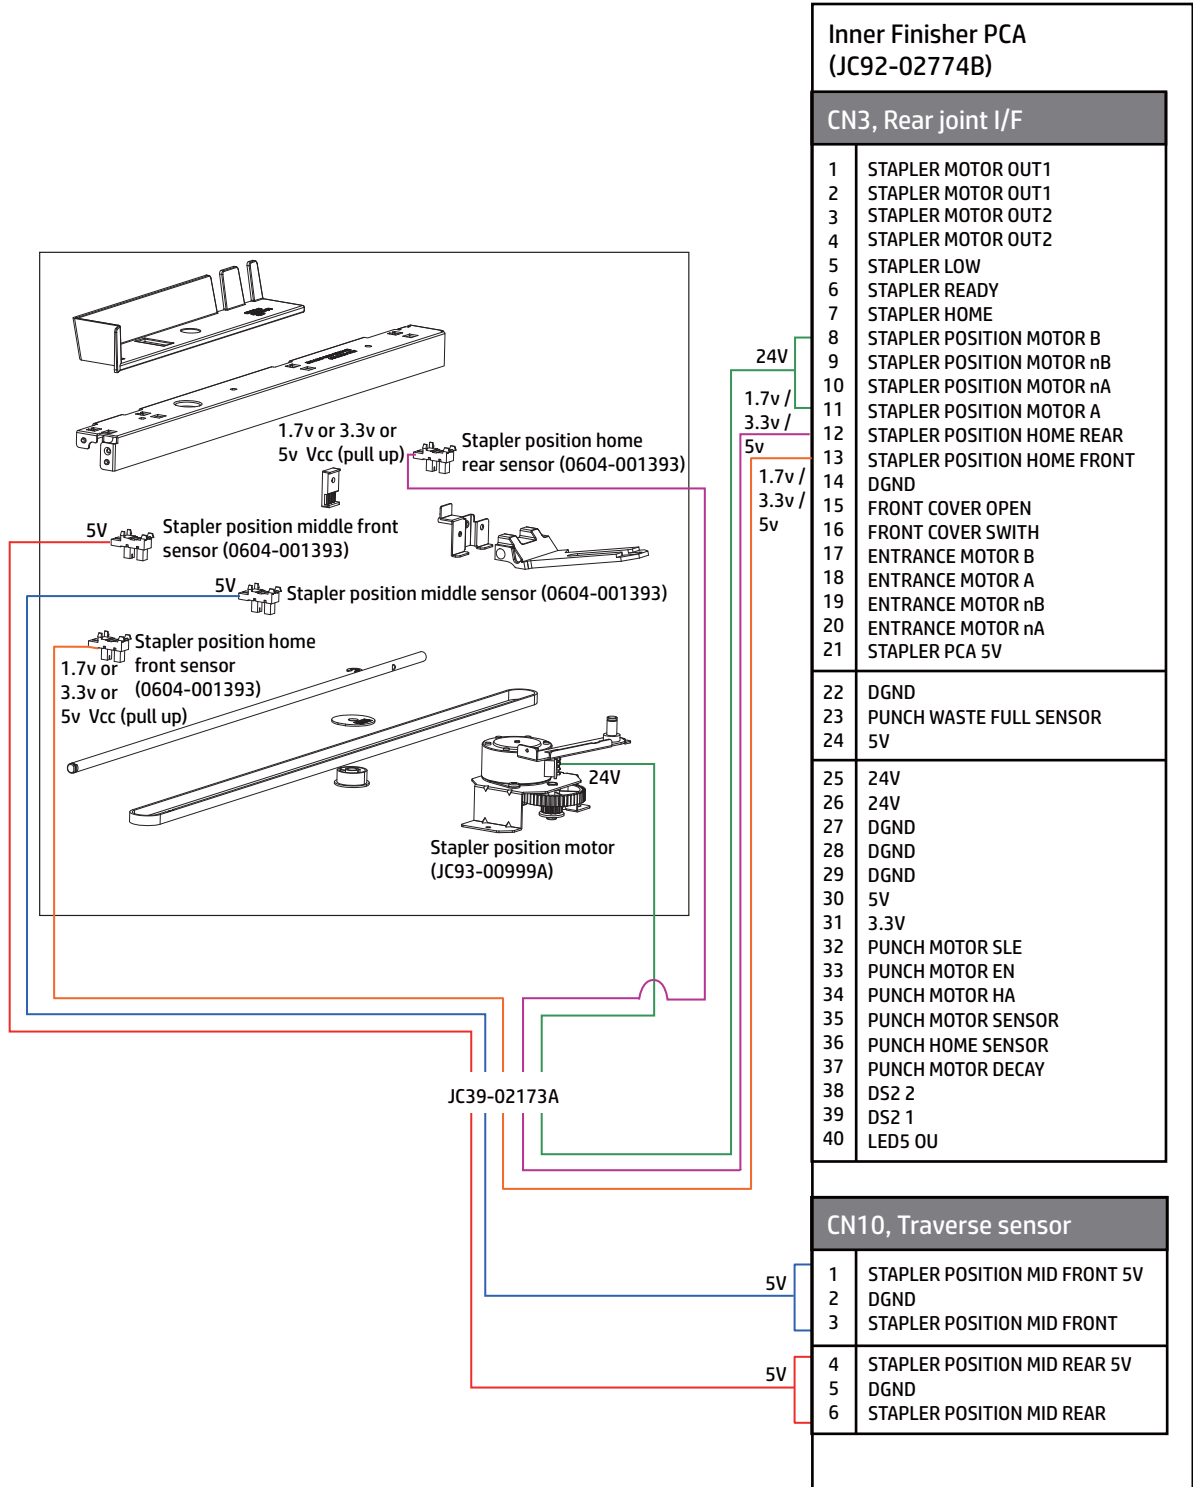 Inner Finisher PCA
(JC92-02774B)
CN3, Rear joint I/F
1 STAPLER MOTOR OUT1
2 STAPLER MOTOR OUT1
3 STAPLER MOTOR OUT2
4 STAPLER MOTOR OUT2
5 STAPLER LOW
6 STAPLER READY
7 STAPLER HOME
8 STAPLER POSITION MOTOR B
9 STAPLER POSITION MOTOR nB
10 STAPLER POSITION MOTOR nA
11 STAPLER POSITION MOTOR A
12 STAPLER POSITION HOME REAR
13 STAPLER POSITION HOME FRONT
14 DGND
15 FRONT COVER OPEN
16 FRONT COVER SWITH
17 ENTRANCE MOTOR B
18 ENTRANCE MOTOR A
19 ENTRANCE MOTOR nB
20 ENTRANCE MOTOR nA
21 STAPLER PCA 5V
22 DGND
23 PUNCH WASTE FULL SENSOR
24 5V
25 24V
26 24V
27 DGND
28 DGND
29 DGND
30 5V
31 3.3V
32 PUNCH MOTOR SLE
33 PUNCH MOTOR EN
34 PUNCH MOTOR HA
35 PUNCH MOTOR SENSOR
36 PUNCH HOME SENSOR
37 PUNCH MOTOR DECAY
38 DS2 2
39 DS2 1
40 LED5 OU
24V
1.7v /
3.3v /
5v
1.7v /
3.3v /
5v
1.7v or 3.3v or
5v Vcc (pull up)
Stapler position home
rear sensor (0604-001393)
5V
Stapler position middle front
sensor (0604-001393)
5V
Stapler position middle sensor (0604-001393)
Stapler position home
front sensor
(0604-001393)
1.7v or
3.3v or
5v Vcc (pull up)
24V
Stapler position motor
(JC93-00999A)
JC39-02173A
CN10, Traverse sensor
5V
1 STAPLER POSITION MID FRONT 5V
2 DGND
3 STAPLER POSITION MID FRONT
5V
4 STAPLER POSITION MID REAR 5V
5 DGND
6 STAPLER POSITION MID REAR